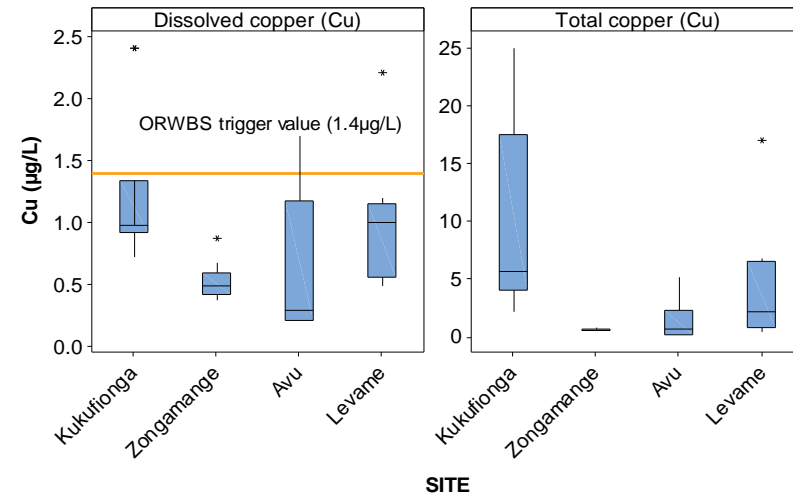 Dissolved copper (Cu)
Total copper (Cu)
2.5
2.0
1.5
1.0
0.5
0.0
Cu (µg/L)
ORWBS trigger value (1.4µg/L)
25
20
15
10
5
0
Kukufionga
Zongamange
Avu
Levame
Kukufionga
Zongamange
Avu
Levame
SITE